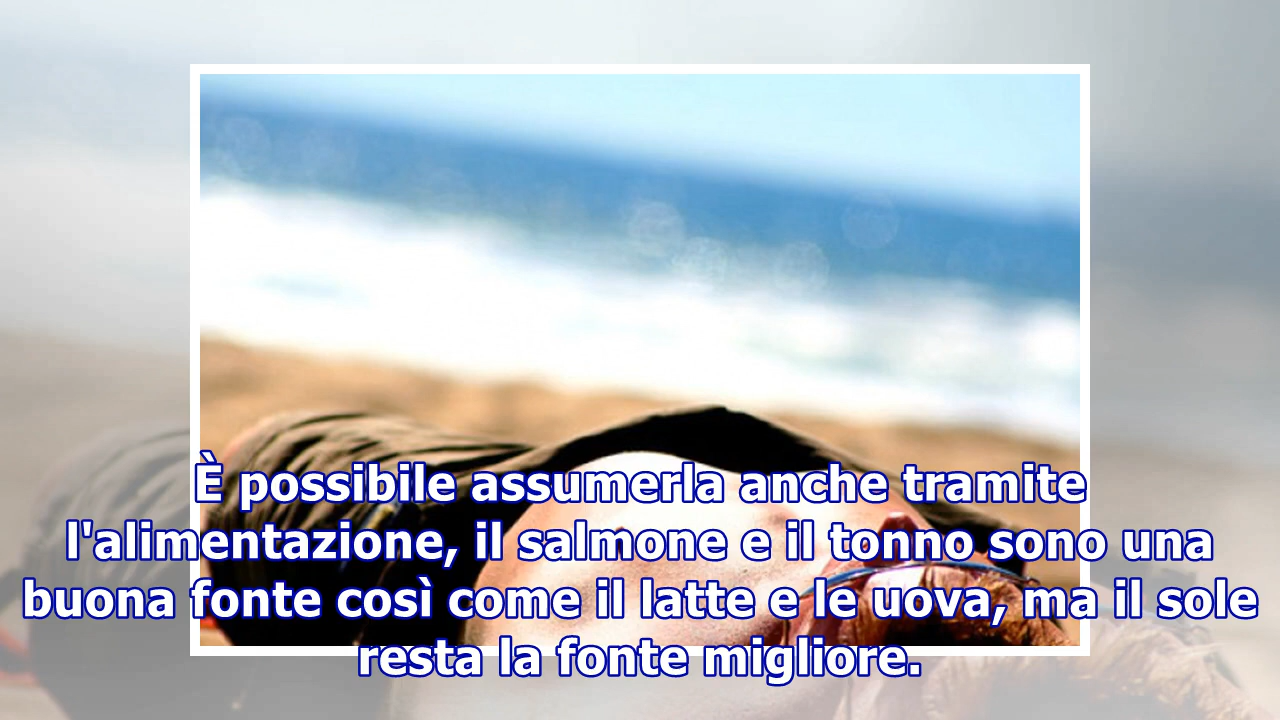 È possibile assumerla anche tramite
l'alimentazione, il salmone e il tonno sono una
buona fonte così come il latte e le uova, ma il sole
resta la fonte migliore.